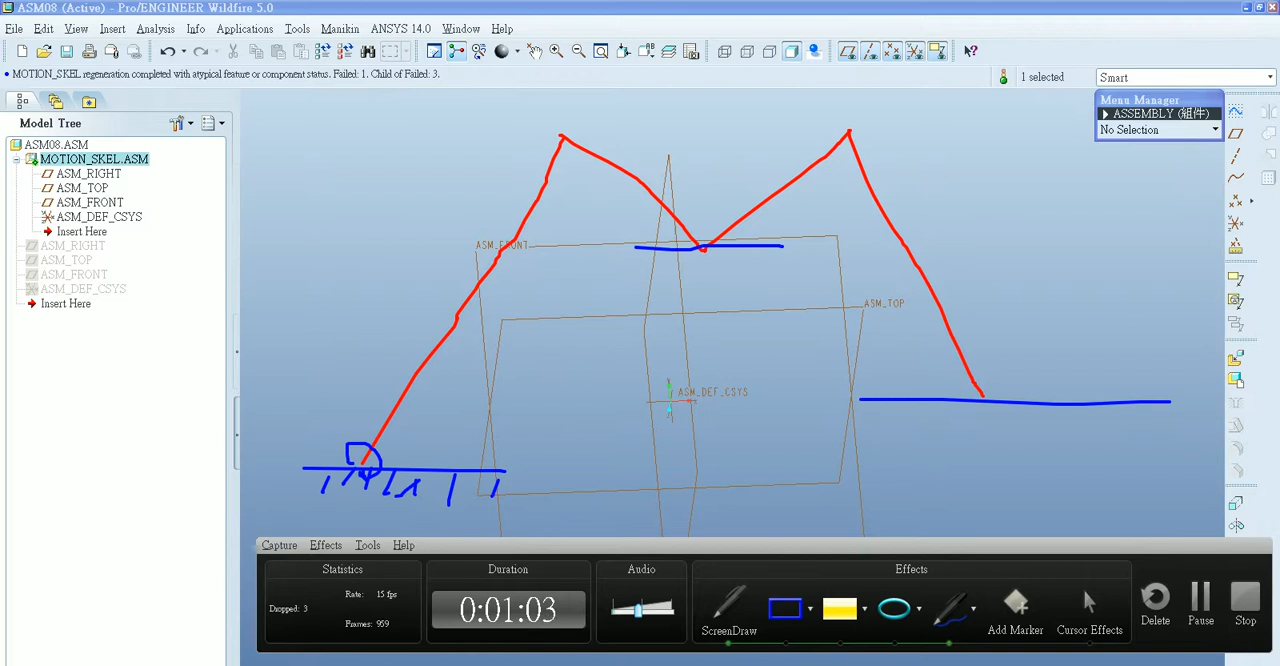 ASM08 (Active) - Pro/ENGINEER Wildfire 5.0
File Edit View Insert Analysis Info Applications Tools Manikin ANSYS 14.0 Window Help
MOTION_SKEL regeneration completed with atypical feature or component status. Failed: 1. Child of Failed: 3.
1 selected
Smart
Model Tree
ASM08.ASM
MOTION_SKEL.ASM
ASM_RIGHT
ASM_TOP
ASM_FRONT
ASM_DEF_CSYS
Insert Here
ASM_RIGHT
ASM_TOP
ASM_FRONT
ASM_DEF_CSYS
Insert Here
Menu Manager
ASSEMBLY (組件)
No Selection
ASM_FRONT
ASM_TOP
ASM_DEF_CSYS
Capture Effects Tools Help
Statistics
Dropped: 3
Rate: 15 fps
Frames: 959
Duration
0:01:03
Audio
Effects
ScreenDraw
Add Marker
Cursor Effects
Delete
Pause
Stop